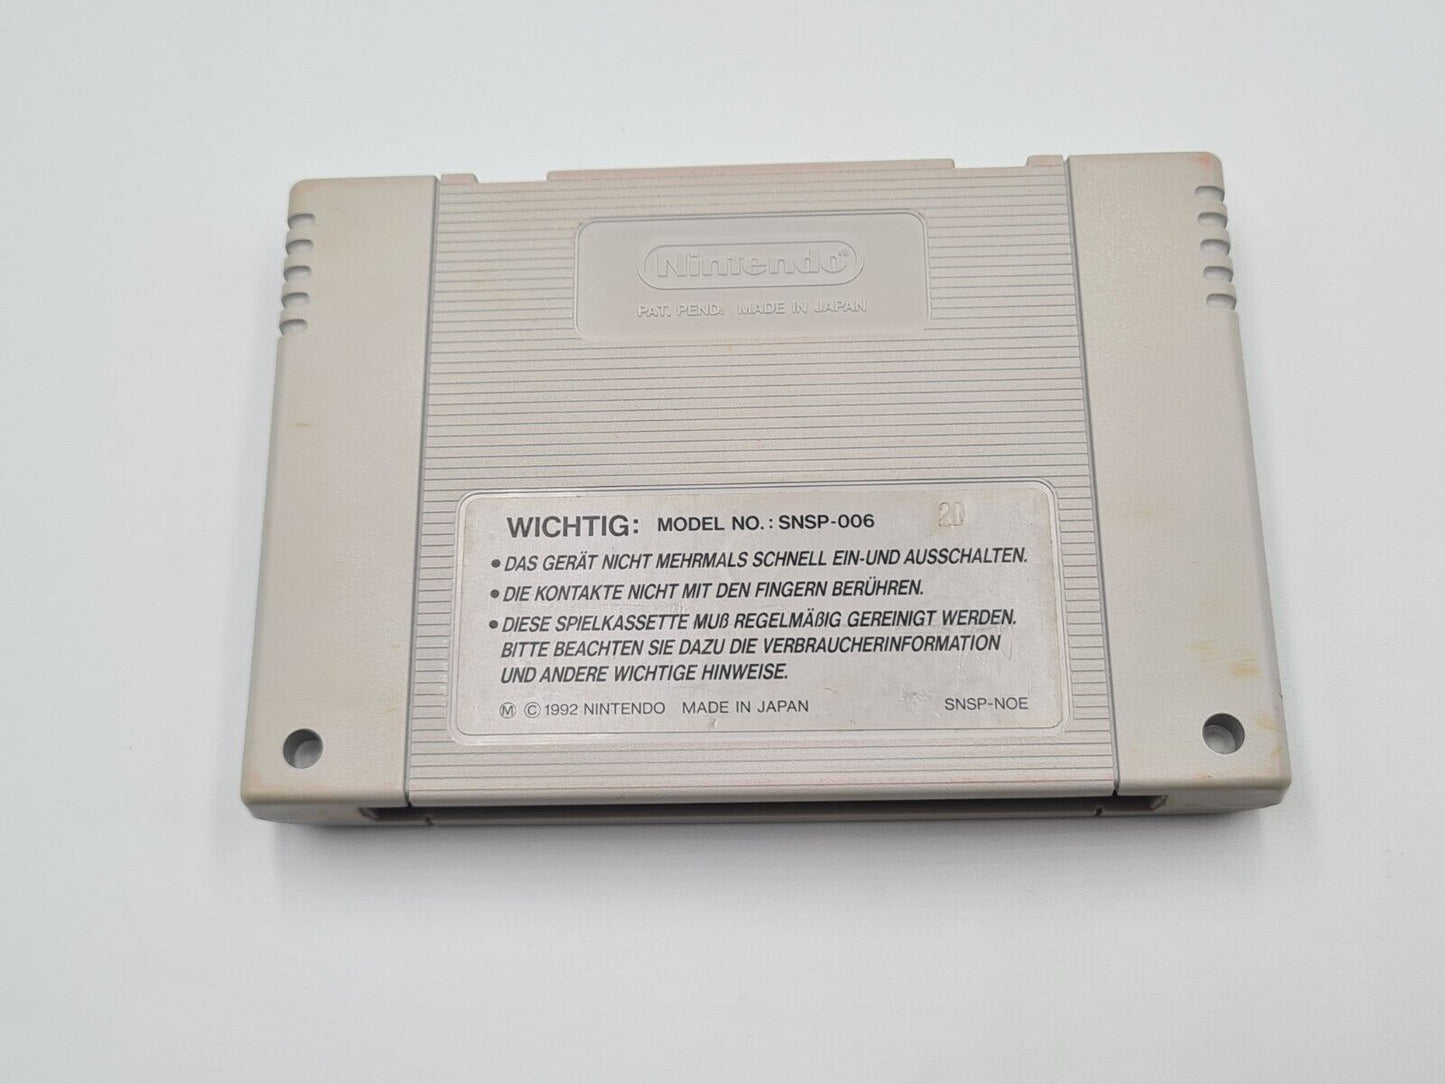 Nintendo®
PAT. PEND. MADE IN JAPAN
WICHTIG: MODEL NO.: SNSP-006 20
• DAS GERÄT NICHT MEHRMALS SCHNELL EIN-UND AUSSCHALTEN.
• DIE KONTAKTE NICHT MIT DEN FINGERN BERÜHREN.
• DIESE SPIELKASSETTE MUß REGELMÄßIG GEREINIGT WERDEN.
BITTE BEACHTEN SIE DAZU DIE VERBRAUCHERINFORMATION
UND ANDERE WICHTIGE HINWEISE.
Ⓜ © 1992 NINTENDO MADE IN JAPAN SNSP-NOE